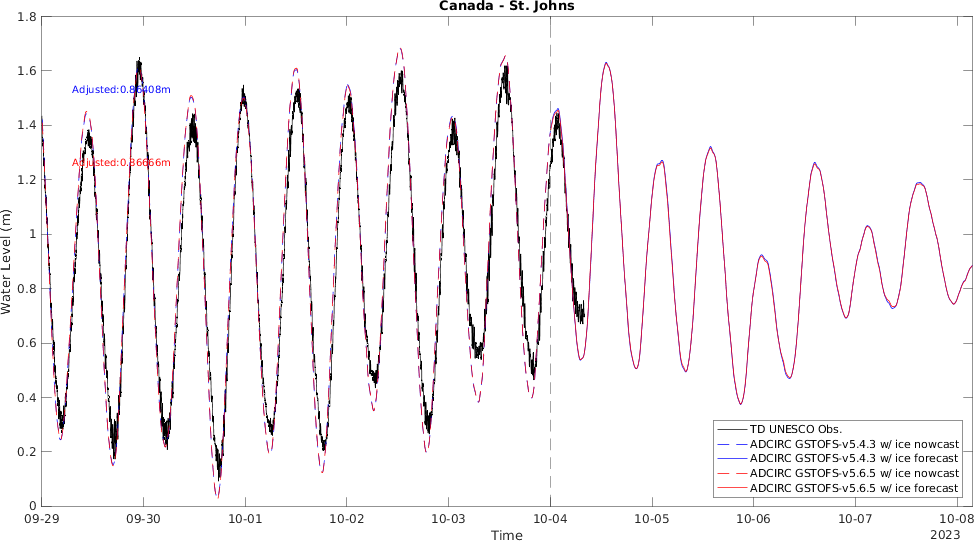 Canada - St. Johns
1.8
1.6
1.4
1.2
1
0.8
0.6
0.4
0.2
0
Water Level (m)
Adjusted:0.86408m
Adjusted:0.86666m
TD UNESCO Obs.
ADCIRC GSTOFS-v5.4.3 w/ ice nowcast
ADCIRC GSTOFS-v5.4.3 w/ ice forecast
ADCIRC GSTOFS-v5.6.5 w/ ice nowcast
ADCIRC GSTOFS-v5.6.5 w/ ice forecast
09-29 09-30 10-01 10-02 10-03 10-04 10-05 10-06 10-07 10-08
Time
2023